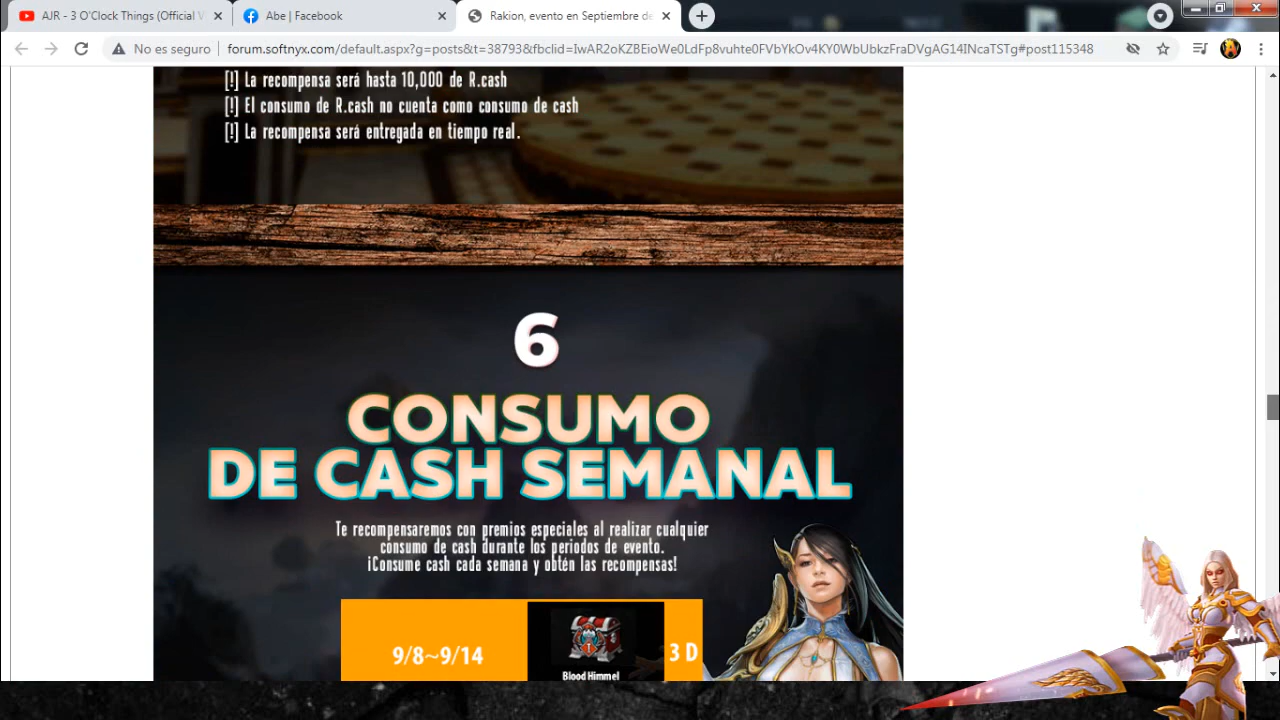 AJR - 3 O'Clock Things (Official V
Abe | Facebook
Rakion, evento en Septiembre de
No es seguro
forum.softnyx.com/default.aspx?g=posts&t=38793&fbclid=IwAR2oKZBEioWe0LdFp8vuhte0FVbYkOv4KY0WbUbkzFraDVgAG14INcaTSTg#post115348
[!] La recompensa será hasta 10,000 de R.cash
[!] El consumo de R.cash no cuenta como consumo de cash
[!] La recompensa será entregada en tiempo real.
6
CONSUMO
DE CASH SEMANAL
Te recompensaremos con premios especiales al realizar cualquier
consumo de cash durante los periodos de evento.
¡Consume cash cada semana y obtén las recompensas!
9/8~9/14
3 D
Blood Himmel